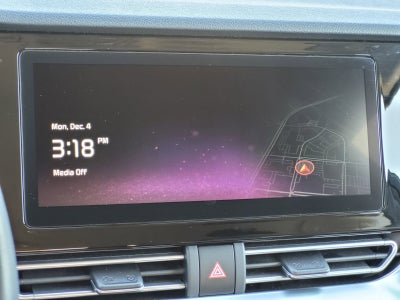 Mon, Dec. 4
3:18 PM
Media Off